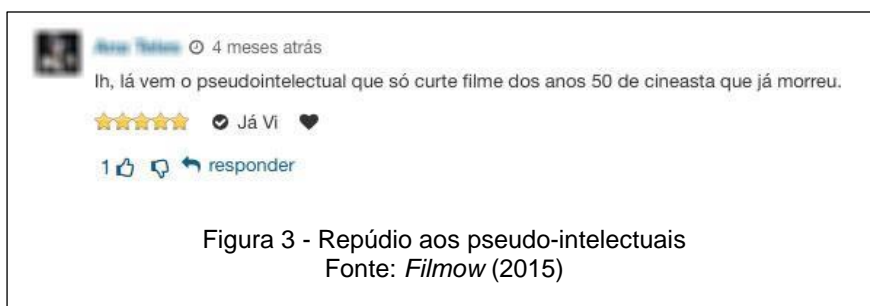 4 meses atrás
Ih, lá vem o pseudointelectual que só curte filme dos anos 50 de cineasta que já morreu.
Já Vi
1 responder
Figura 3 - Repúdio aos pseudo-intelectuais
Fonte: Filmow (2015)